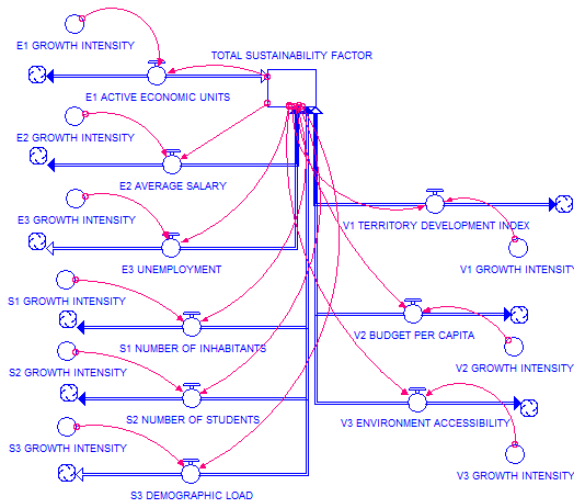 E1 GROWTH INTENSITY
TOTAL SUSTAINABILITY FACTOR
E1 ACTIVE ECONOMIC UNITS
E2 GROWTH INTENSITY
E2 AVERAGE SALARY
E3 GROWTH INTENSITY
V1 TERRITORY DEVELOPMENT INDEX
E3 UNEMPLOYMENT
V1 GROWTH INTENSITY
S1 GROWTH INTENSITY
V2 BUDGET PER CAPITA
S1 NUMBER OF INHABITANTS
V2 GROWTH INTENSITY
S2 GROWTH INTENSITY
S2 NUMBER OF STUDENTS
V3 ENVIRONMENT ACCESSIBILITY
S3 GROWTH INTENSITY
V3 GROWTH INTENSITY
S3 DEMOGRAPHIC LOAD